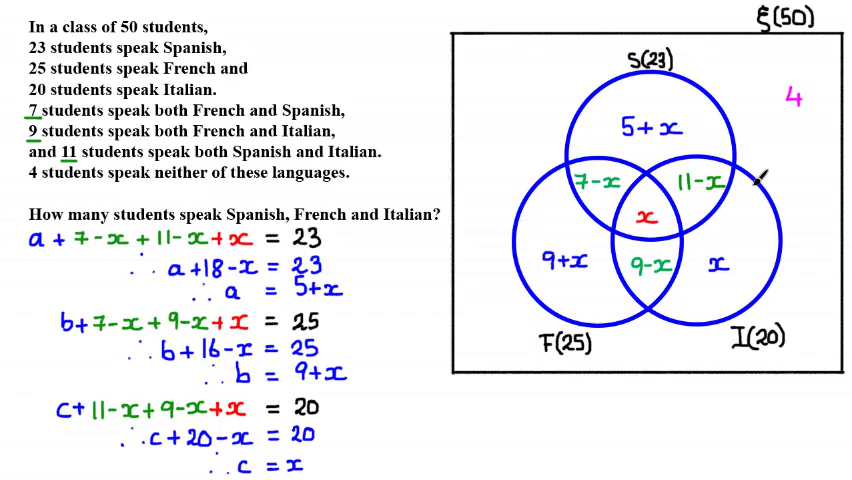 In a class of 50 students,
23 students speak Spanish,
25 students speak French and
20 students speak Italian.
7 students speak both French and Spanish,
9 students speak both French and Italian,
and 11 students speak both Spanish and Italian.
4 students speak neither of these languages.
How many students speak Spanish, French and Italian?
a + 7-x + 11-x + x = 23
∴ a+18-x = 23
∴ a = 5+x
b+7-x+9-x+x = 25
∴ b+16-x = 25
∴ b = 9+x
c+11-x+9-x+x = 20
∴ c+20-x = 20
∴ c = x
ξ(50)
S(23)
4
5+x
7-x
11-x
x
9+x
9-x
x
F(25)
I(20)